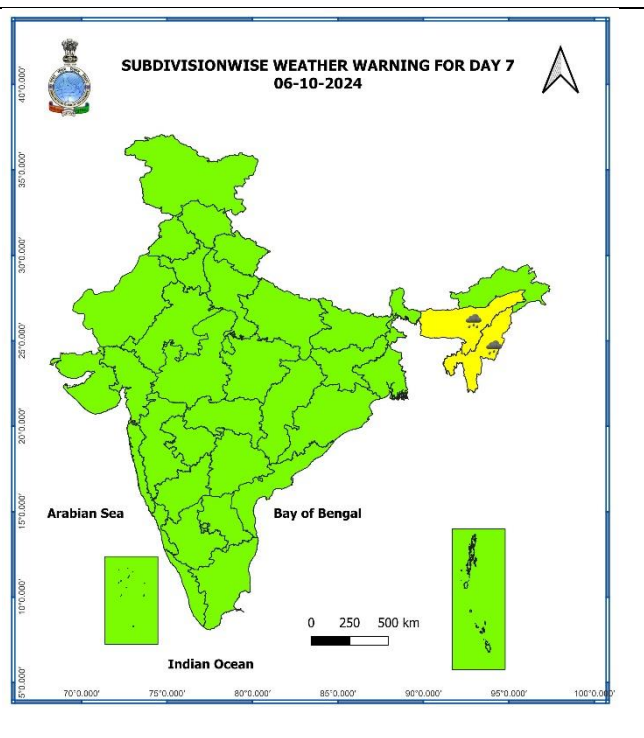 SUBDIVISIONWISE WEATHER WARNING FOR DAY 7
06-10-2024
40°0.000'
35°0.000'
30°0.000'
25°0.000'
20°0.000'
15°0.000'
10°0.000'
5°0.000'
Arabian Sea
Bay of Bengal
Indian Ocean
0 250 500 km
70°0.000' 75°0.000' 80°0.000' 85°0.000' 90°0.000' 95°0.000' 100°0.000'